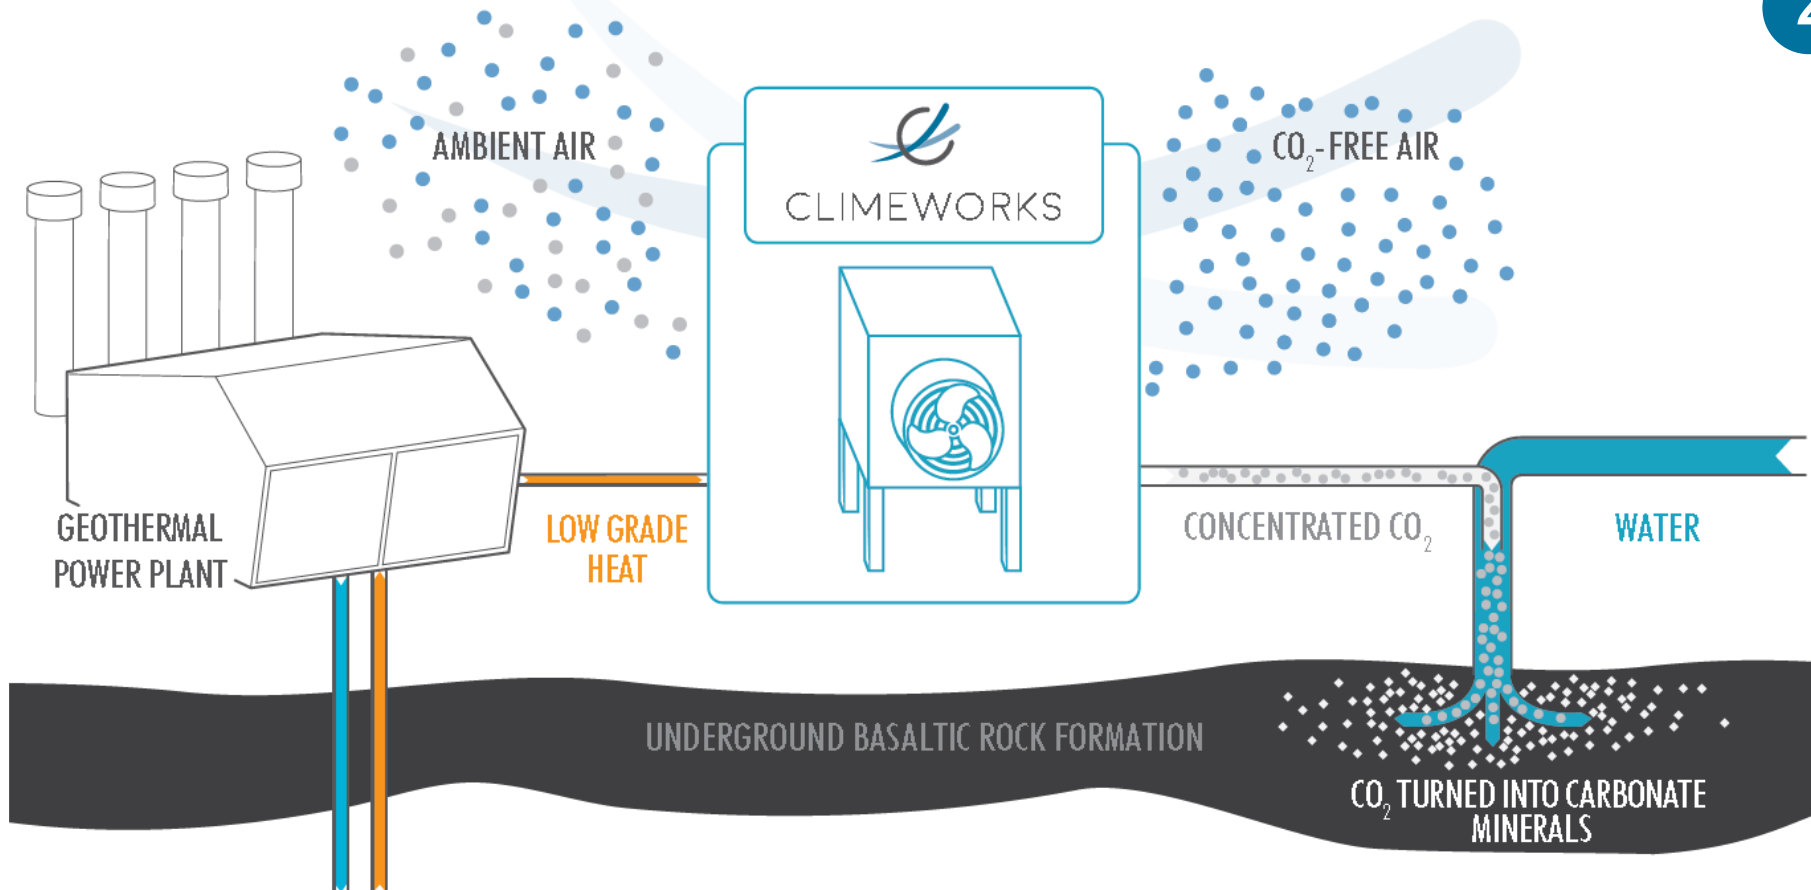 AMBIENT AIR
CLIMEWORKS
CO₂-FREE AIR
GEOTHERMAL
POWER PLANT
LOW GRADE
HEAT
CONCENTRATED CO₂
WATER
UNDERGROUND BASALTIC ROCK FORMATION
CO₂ TURNED INTO CARBONATE
MINERALS